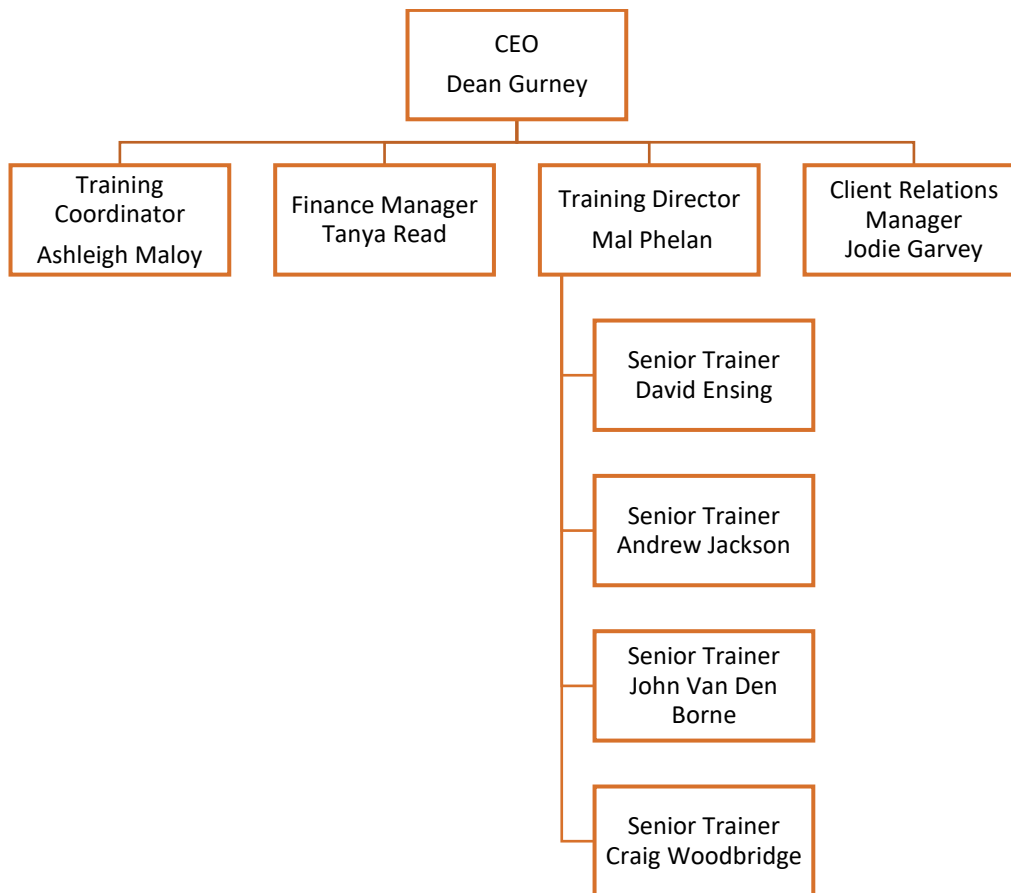 CEO
Dean Gurney
Training
Coordinator
Ashleigh Maloy
Finance Manager
Tanya Read
Training Director
Mal Phelan
Client Relations
Manager
Jodie Garvey
Senior Trainer
David Ensing
Senior Trainer
Andrew Jackson
Senior Trainer
John Van Den
Borne
Senior Trainer
Craig Woodbridge